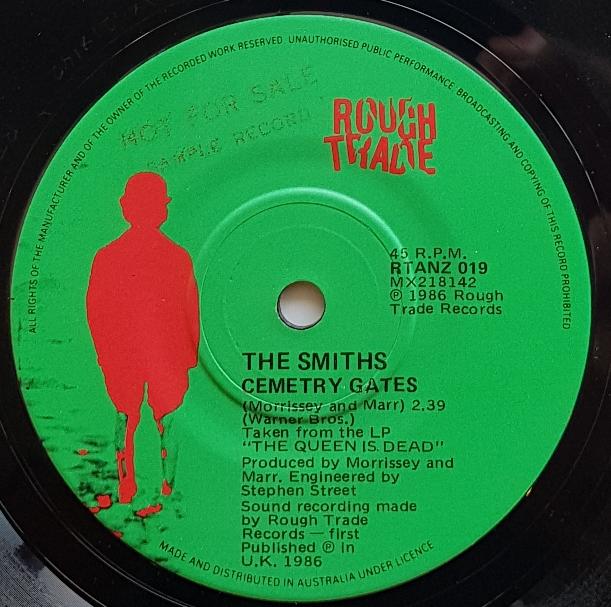 ALL RIGHTS OF THE MANUFACTURER AND OF THE OWNER OF THE RECORDED WORK RESERVED UNAUTHORISED PUBLIC PERFORMANCE BROADCASTING AND COPYING OF THIS RECORD PROHIBITED
NOT FOR SALE
SAMPLE RECORD
ROUGH
TRADE
45 R.P.M.
RTANZ 019
MX218142
℗ 1986 Rough
Trade Records
THE SMITHS
CEMETRY GATES
(Morrissey and Marr) 2.39
(Warner Bros.)
Taken from the LP
"THE QUEEN IS DEAD"
Produced by Morrissey and
Marr. Engineered by
Stephen Street
Sound recording made
by Rough Trade
Records — first
Published ℗ in
U.K. 1986
MADE AND DISTRIBUTED IN AUSTRALIA UNDER LICENCE